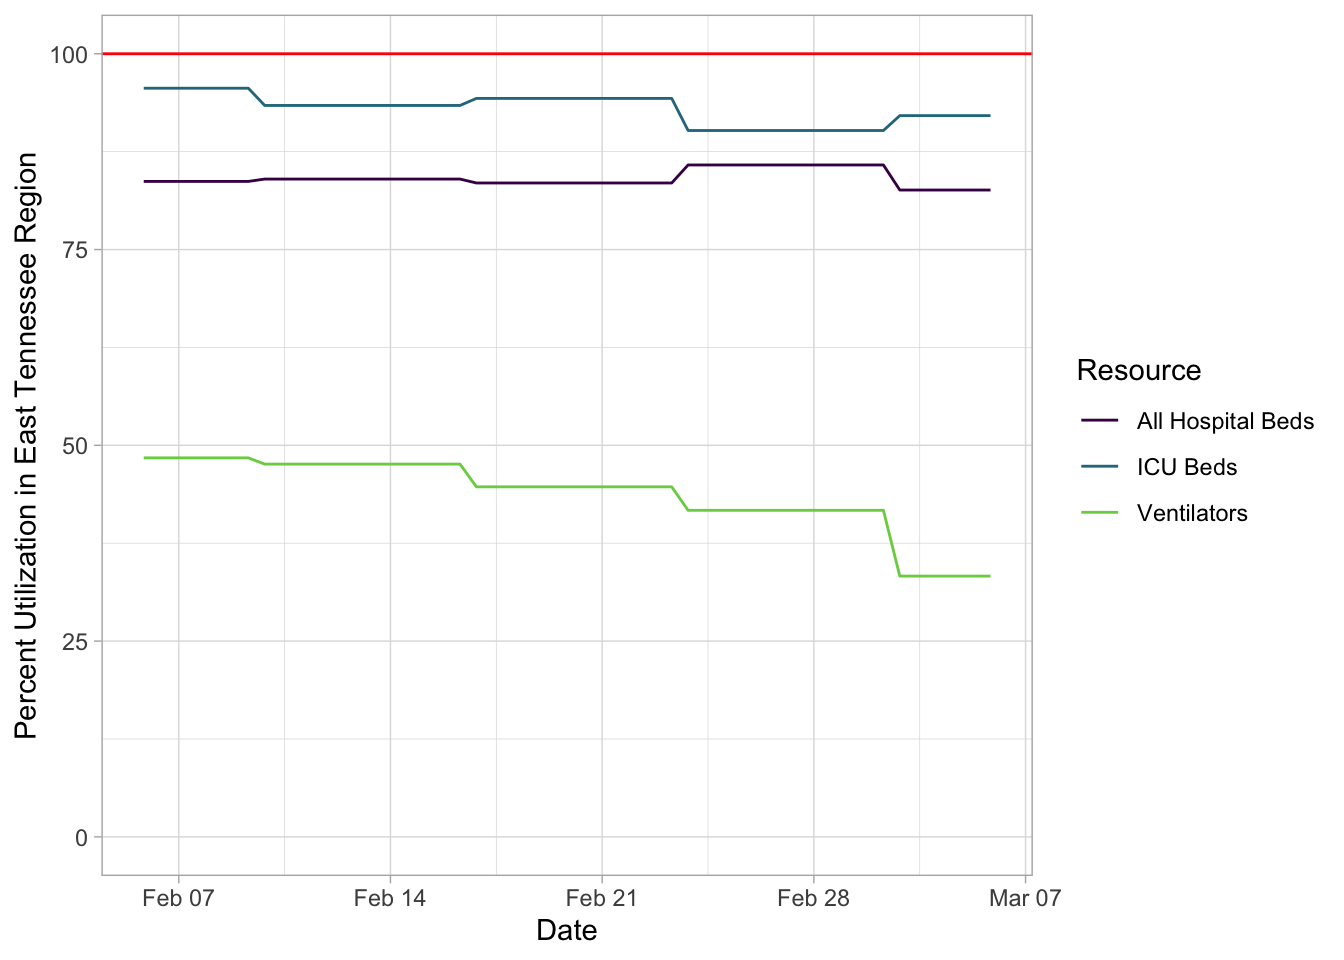 Percent Utilization in East Tennessee Region
100
75
50
25
0
Feb 07
Feb 14
Feb 21
Feb 28
Mar 07
Date
Resource
All Hospital Beds
ICU Beds
Ventilators